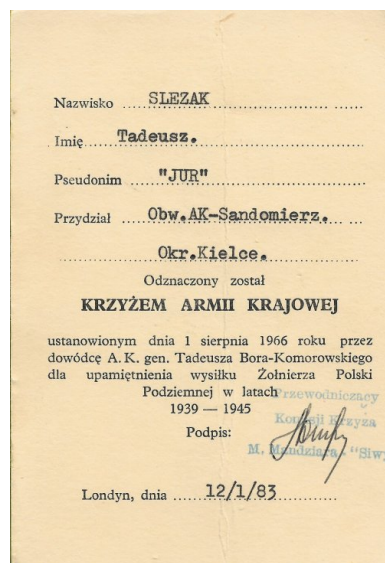 Nazwisko SLEZAK
Imię Tadeusz.
Pseudonim "JUR"
Przydział Obw.AK-Sandomierz.
Okr.Kielce.
Odznaczony został
KRZYŻEM ARMII KRAJOWEJ
ustanowionym dnia 1 sierpnia 1966 roku przez
dowódcę A. K. gen. Tadeusza Bora-Komorowskiego
dla upamiętnienia wysiłku Żołnierza Polski
Podziemnej w latach
Przewodniczący
1939 — 1945
Komisji Krzyża
Podpis:
M. Mandziara - "Siwy
Londyn, dnia 12/1/83